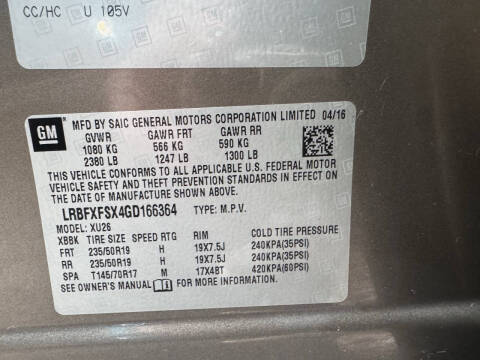 CC/HC U 105V
GM
MFD BY SAIC GENERAL MOTORS CORPORATION LIMITED 04/16
GVWR GAWR FRT GAWR RR
1080 KG 566 KG 590 KG
2380 LB 1247 LB 1300 LB
THIS VEHICLE CONFORMS TO ALL APPLICABLE U.S. FEDERAL MOTOR
VEHICLE SAFETY AND THEFT PREVENTION STANDARDS IN EFFECT ON
THE DATE OF MANUFACTURE SHOWN ABOVE.
LRBFXFSX4GD166364 TYPE: M.P.V.
MODEL: XU26
XBBK TIRE SIZE SPEED RTG RIM COLD TIRE PRESSURE
FRT 235/50R19 H 19X7.5J 240KPA(35PSI)
RR 235/50R19 H 19X7.5J 240KPA(35PSI)
SPA T145/70R17 M 17X4BT 420KPA(60PSI)
SEE OWNER'S MANUAL FOR MORE INFORMATION